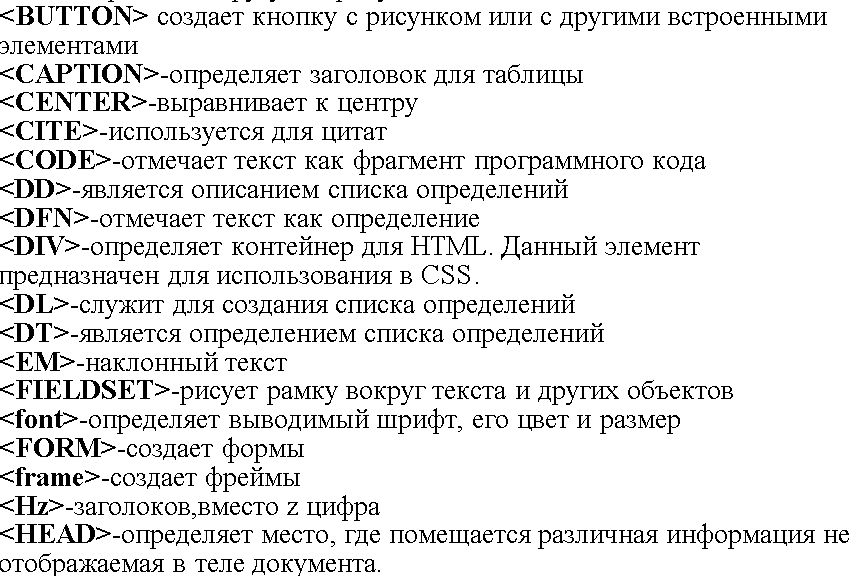 <BUTTON> создает кнопку с рисунком или с другими встроенными
элементами
<CAPTION>-определяет заголовок для таблицы
<CENTER>-выравнивает к центру
<CITE>-используется для цитат
<CODE>-отмечает текст как фрагмент программного кода
<DD>-является описанием списка определений
<DFN>-отмечает текст как определение
<DIV>-определяет контейнер для HTML. Данный элемент
предназначен для использования в CSS.
<DL>-служит для создания списка определений
<DT>-является определением списка определений
<EM>-наклонный текст
<FIELDSET>-рисует рамку вокруг текста и других объектов
<font>-определяет выводимый шрифт, его цвет и размер
<FORM>-создает формы
<frame>-создает фреймы
<Hz>-заголоков,вместо z цифра
<HEAD>-определяет место, где помещается различная информация не
отображаемая в теле документа.